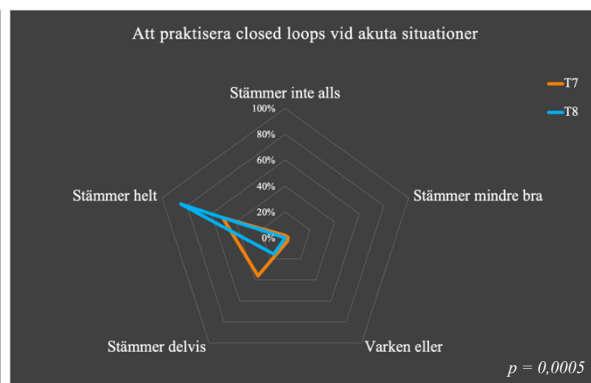 Att praktisera closed loops vid akuta situationer
T7
T8
Stämmer inte alls
100%
80%
60%
40%
20%
0%
Stämmer helt
Stämmer mindre bra
Stämmer delvis
Varken eller
p = 0,0005